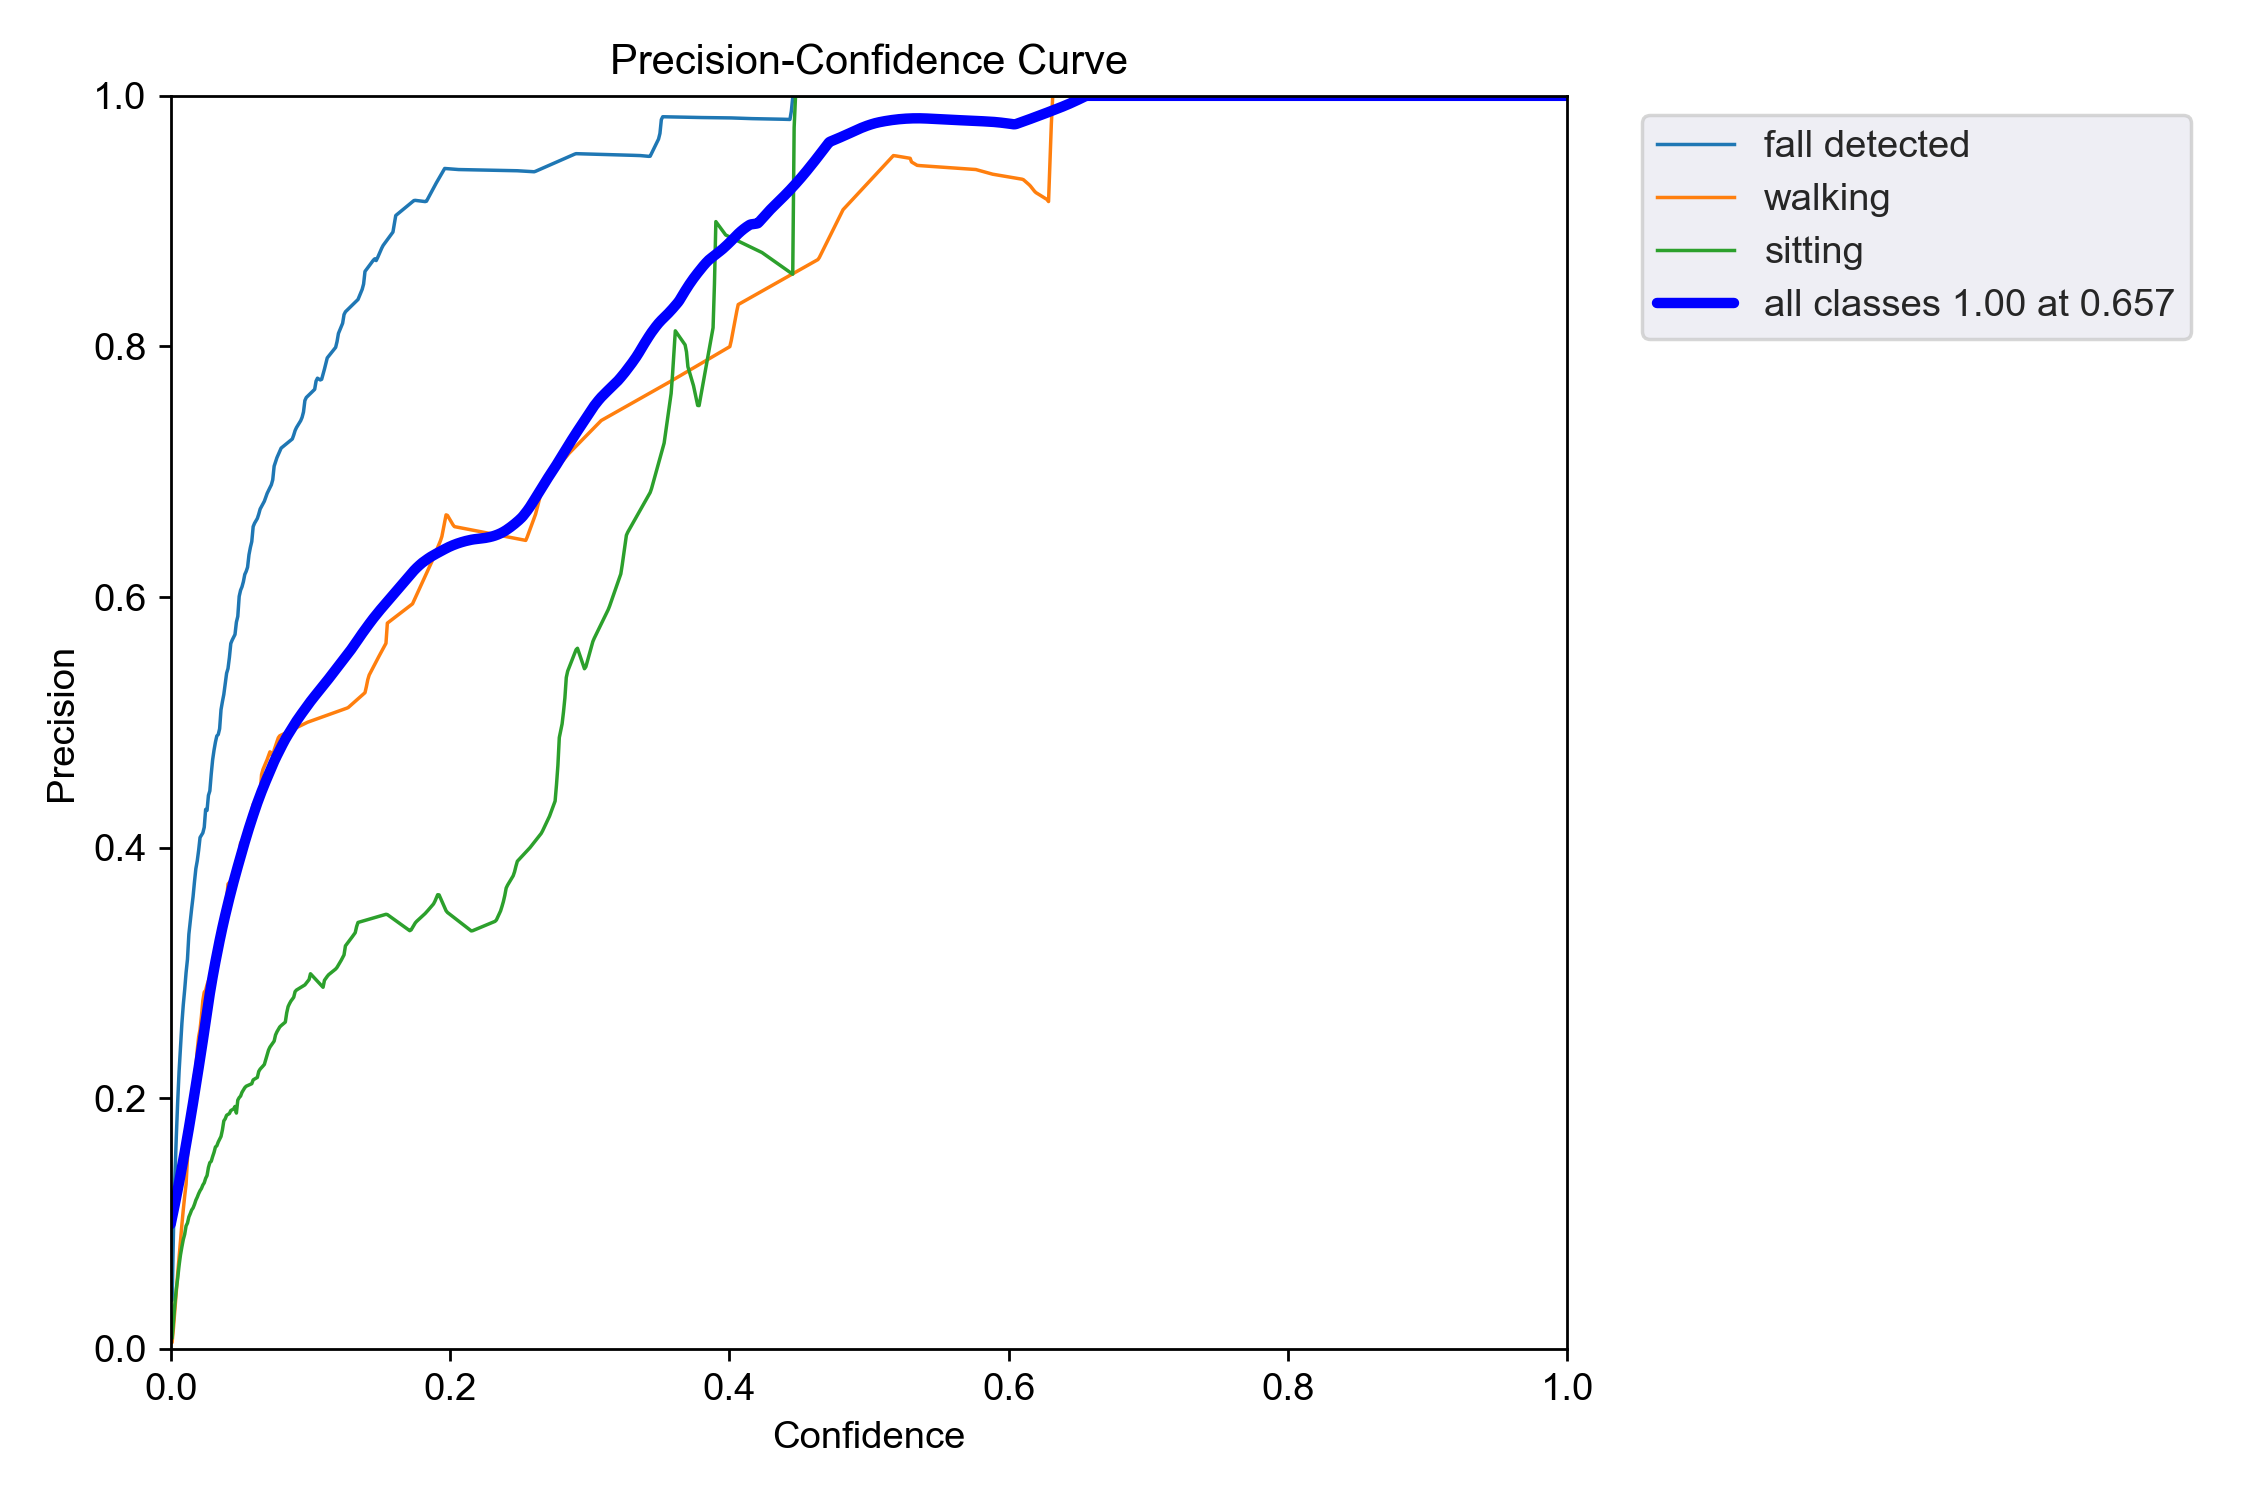 Precision-Confidence Curve
1.0
0.8
0.6
0.4
0.2
0.0
Precision
0.0 0.2 0.4 0.6 0.8 1.0
Confidence
fall detected
walking
sitting
all classes 1.00 at 0.657